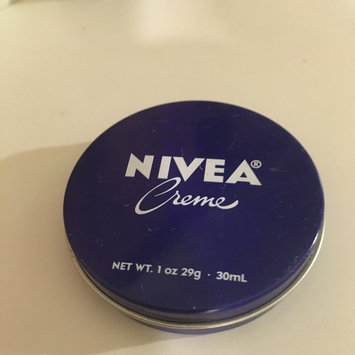 NIVEA®
Creme
NET WT. 1 oz 29g · 30mL